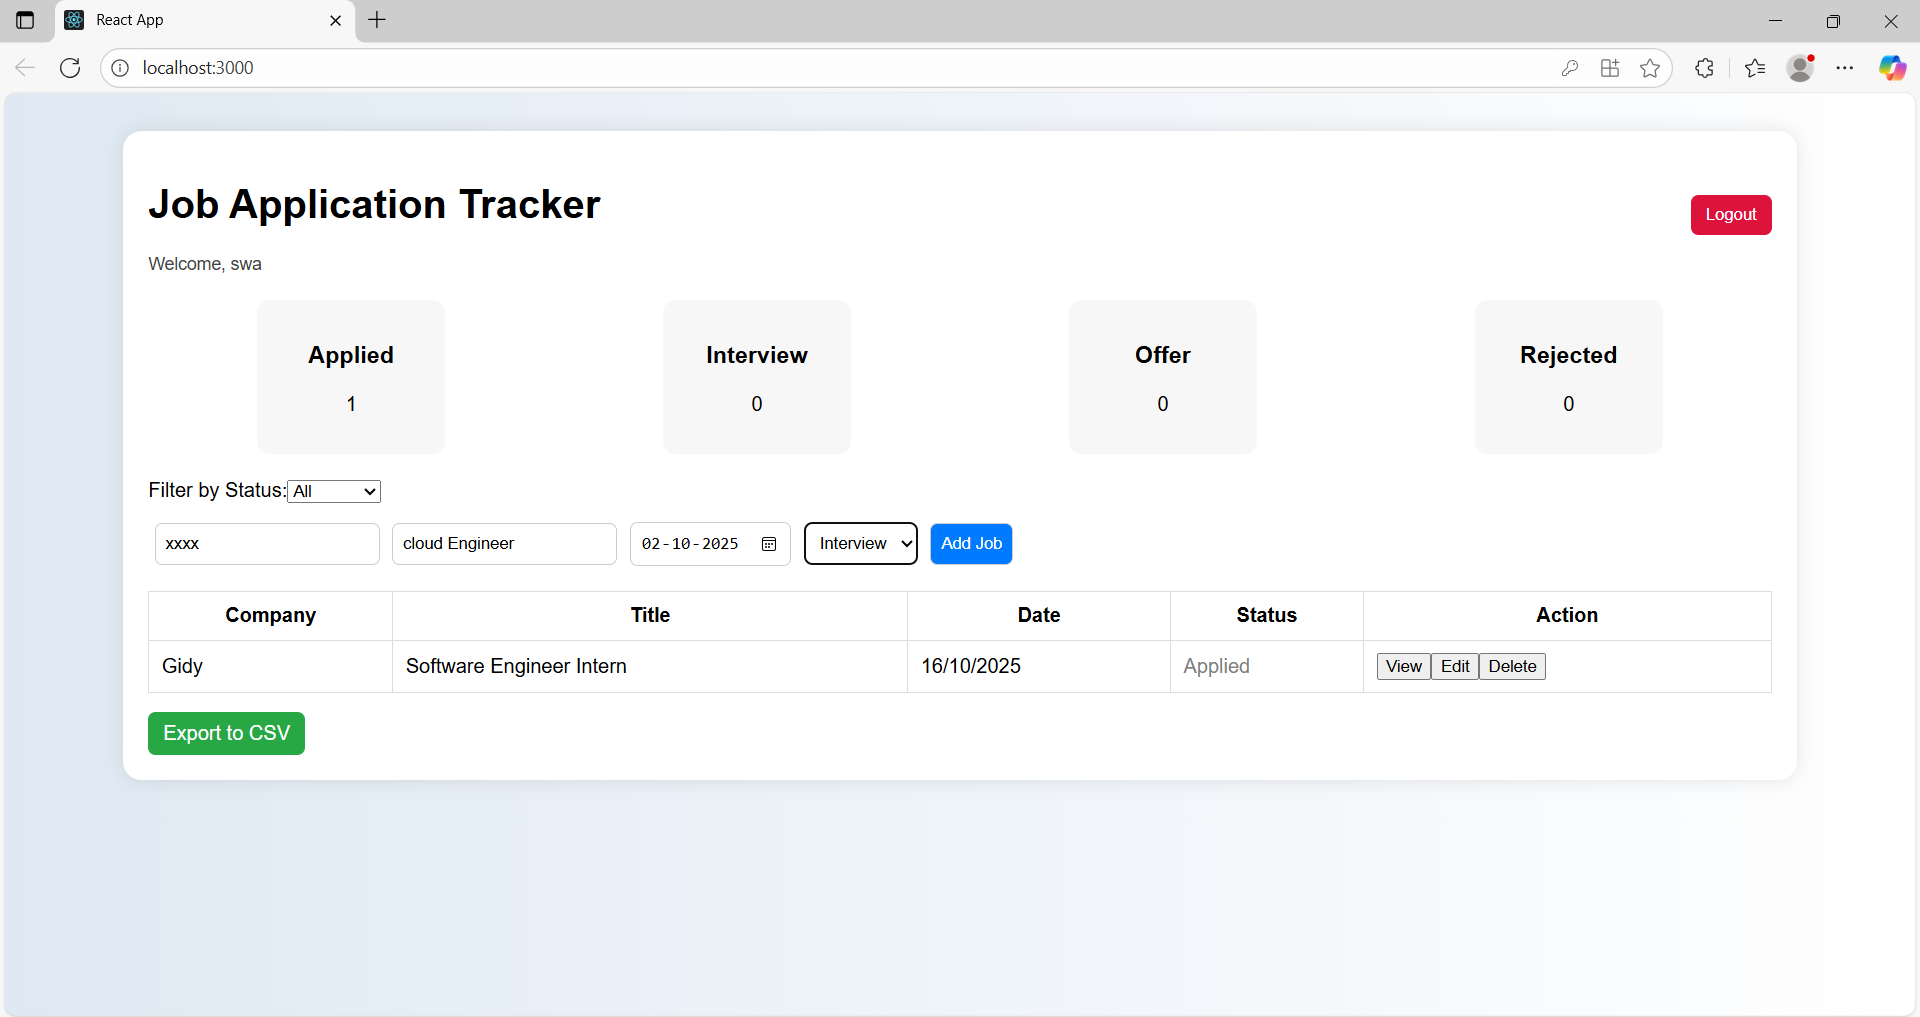 React App
localhost:3000
Job Application Tracker
Logout
Welcome, swa
Applied Interview Offer Rejected
1 0 0 0
Filter by Status: All
xxxx cloud Engineer 02-10-2025 Interview Add Job
Company Title Date Status Action
Gidy Software Engineer Intern 16/10/2025 Applied View Edit Delete
Export to CSV